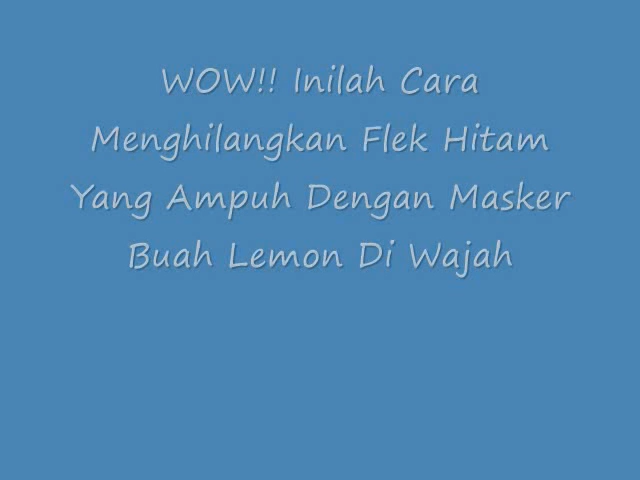 WOW!! Inilah Cara
Menghilangkan Flek Hitam
Yang Ampuh Dengan Masker
Buah Lemon Di Wajah